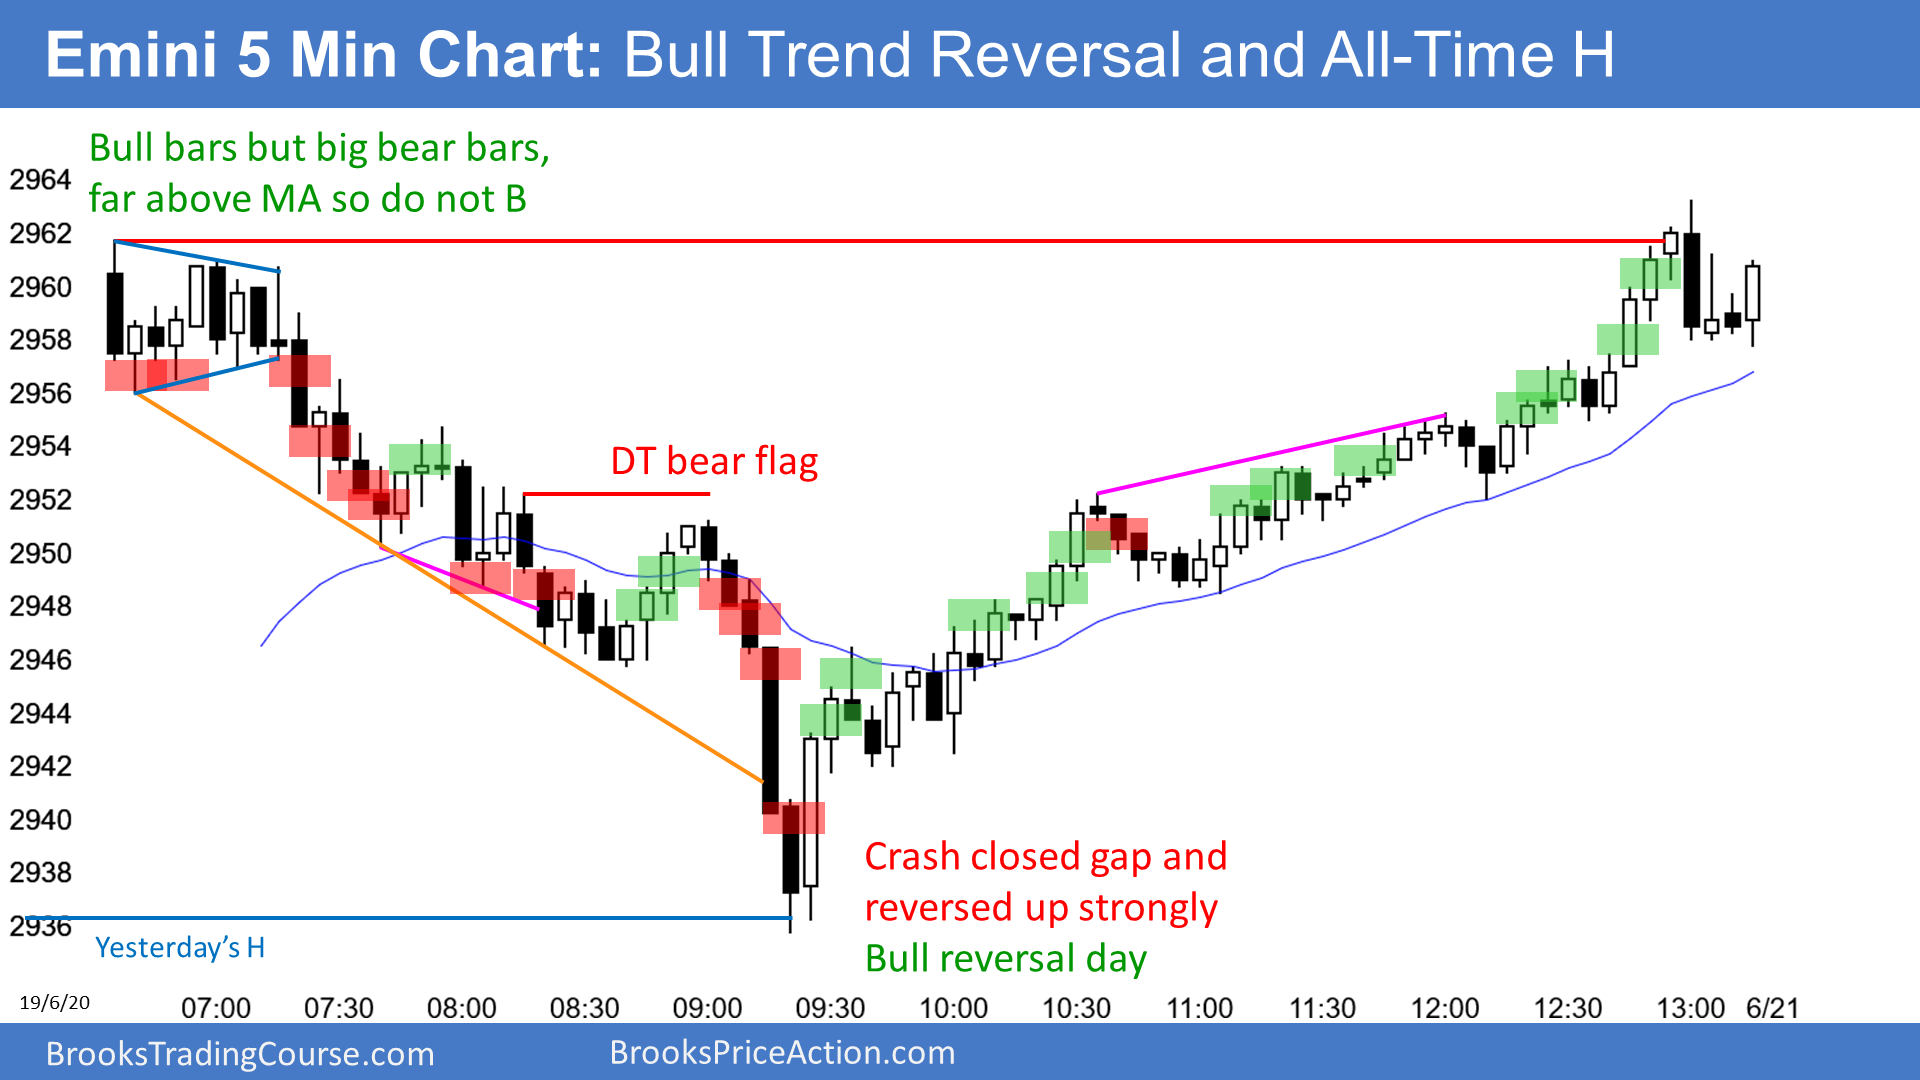 Emini 5 Min Chart: Bull Trend Reversal and All-Time H
Bull bars but big bear bars,
far above MA so do not B
2964
2962
2960
2958
2956
2954
2952
2950
2948
2946
2944
2942
2940
2938
2936
DT bear flag
Crash closed gap and
reversed up strongly
Bull reversal day
Yesterday's H
19/6/20
07:00 07:30 08:00 08:30 09:00 09:30 10:00 10:30 11:00 11:30 12:00 12:30 13:00 6/21
BrooksTradingCourse.com
BrooksPriceAction.com